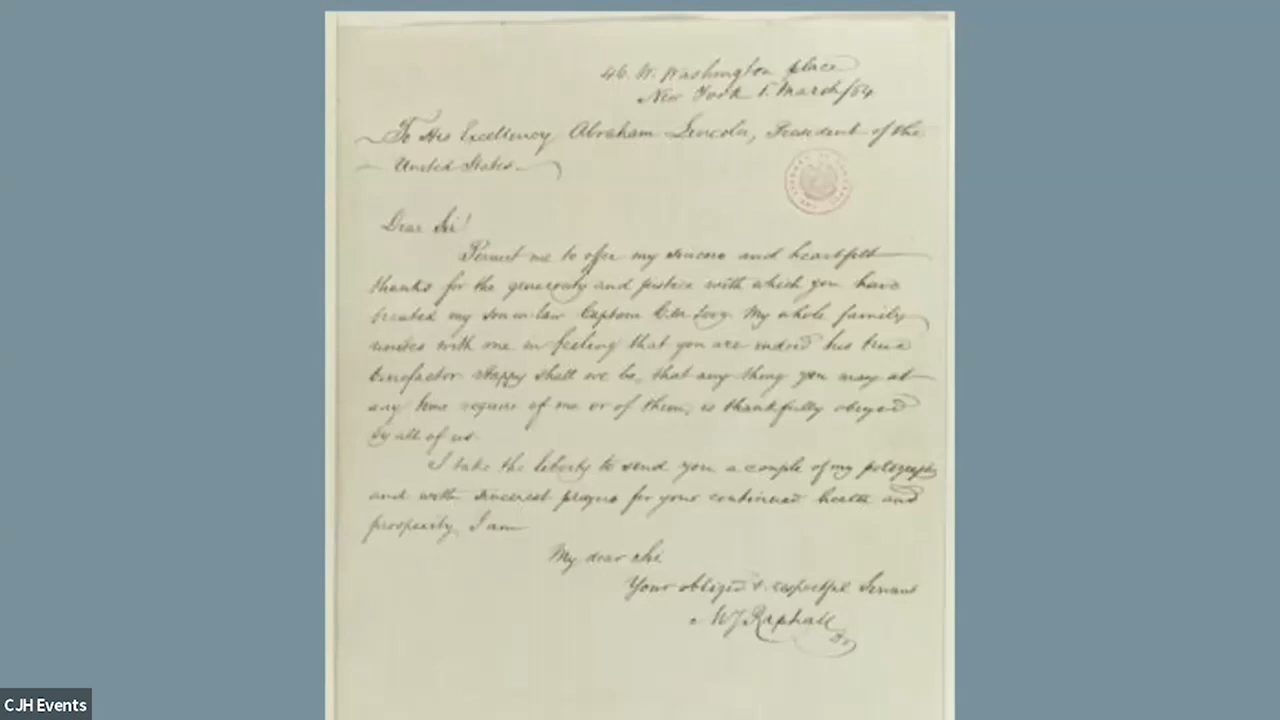 46. W. Washington place
New York 1. March/64
To His Excellency Abraham Lincoln, President of the
United States.
Dear Sir!
Permit me to offer my sincere and heartfelt
thanks for the generosity and justice with which you have
treated my son in law Captain C.M. Levy. My whole family
unites with me in feeling that you are indeed his true
benefactor. Happy shall we be, that any thing you may at
any time require of me or of them, is thankfully obeyed
by all of us.
I take the liberty to send you a couple of my potographs
and with sincerest prayers for your continued health and
prosperity, I am
My dear Sir
Your obliged & respectful Servant
M J Raphall
Dr
CJH Events